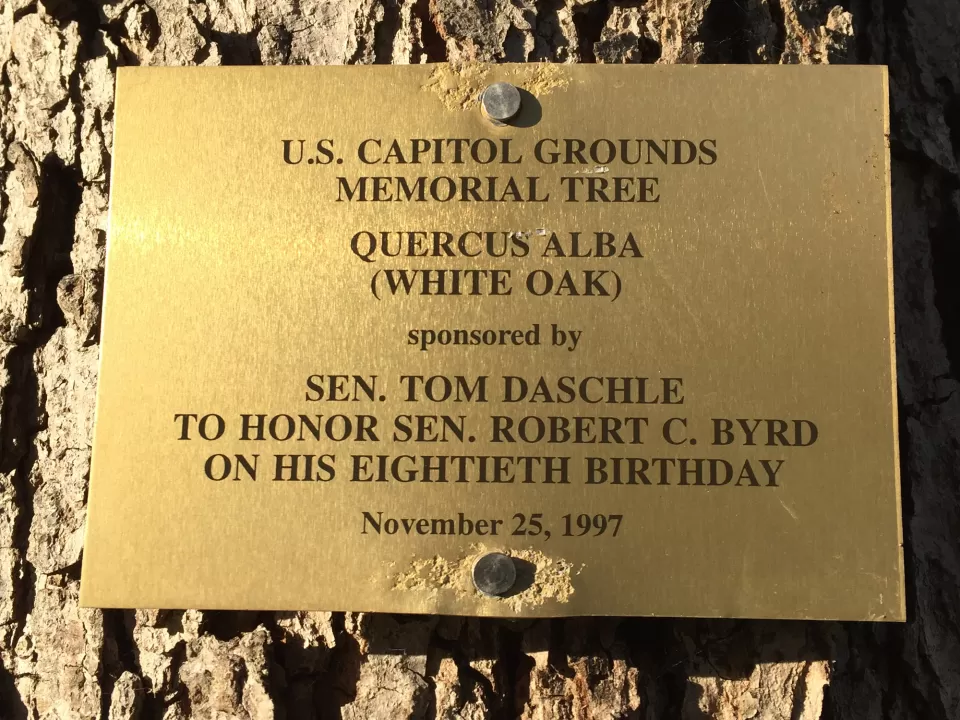 U.S. CAPITOL GROUNDS
MEMORIAL TREE
QUERCUS ALBA
(WHITE OAK)
sponsored by
SEN. TOM DASCHLE
TO HONOR SEN. ROBERT C. BYRD
ON HIS EIGHTIETH BIRTHDAY
November 25, 1997